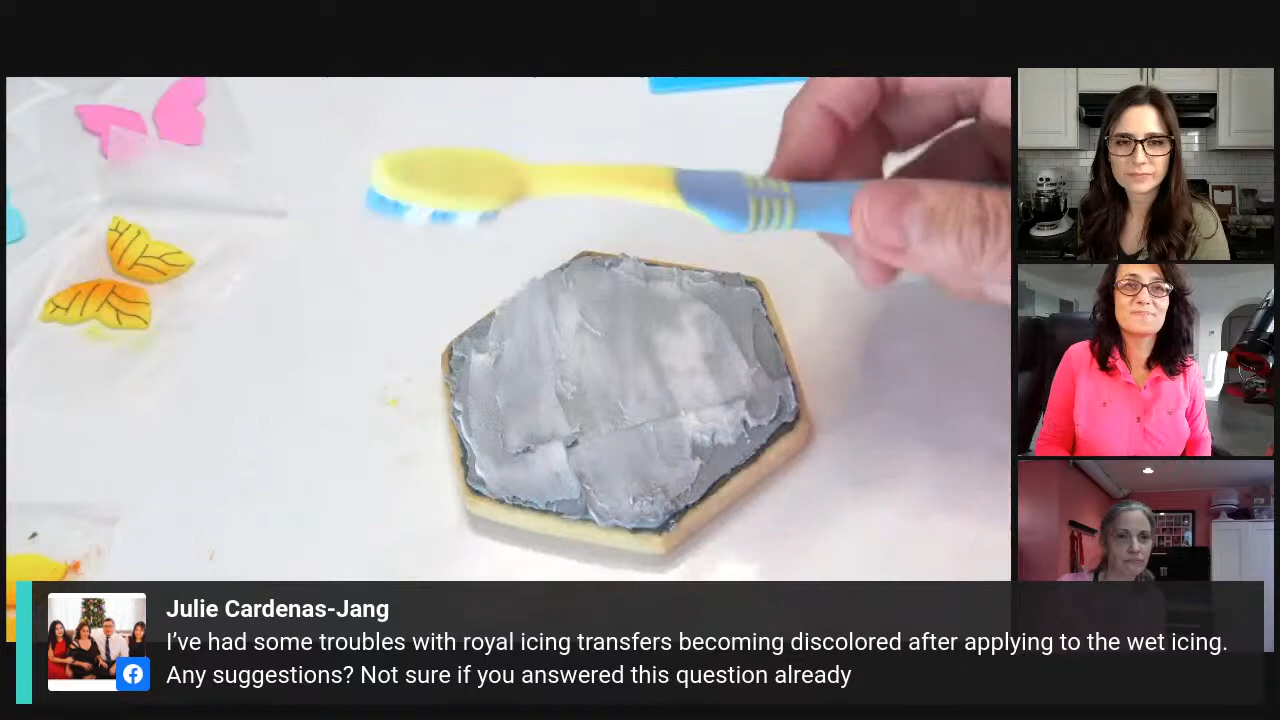 Julie Cardenas-Jang
I’ve had some troubles with royal icing transfers becoming discolored after applying to the wet icing.
Any suggestions? Not sure if you answered this question already